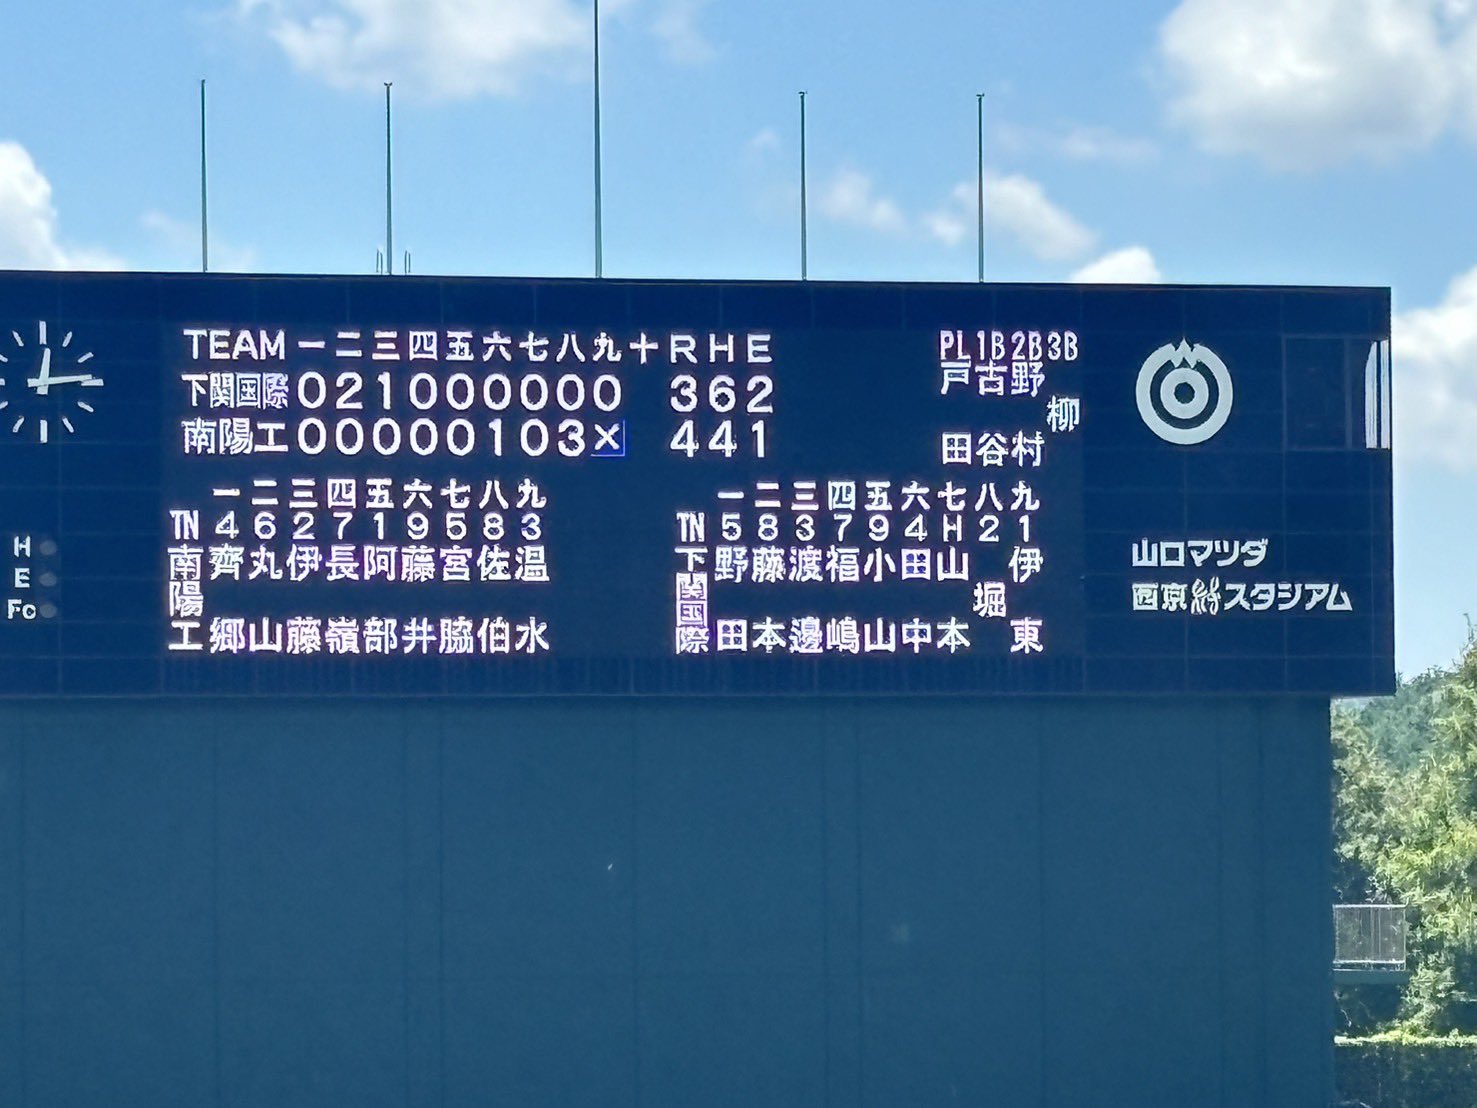 TEAM 一 二 三 四 五 六 七 八 九 十 R H E
下関国際 0 2 1 0 0 0 0 0 0 3 6 2
南陽工 0 0 0 0 0 1 0 3 × 4 4 1
PL 1B 2B 3B
戸田 古谷 野村 柳
一 二 三 四 五 六 七 八 九
TN 4 6 2 7 1 9 5 8 3
南陽工 齊郷 丸山 伊藤 長嶺 阿部 藤井 宮脇 佐伯 温水
一 二 三 四 五 六 七 八 九
TN 5 8 3 7 9 4 H 2 1
下関国際 野田 藤本 渡邊 福嶋 小山 田中 山本 堀 伊東
H
E
Fc
山口マツダ
西京きずなスタジアム